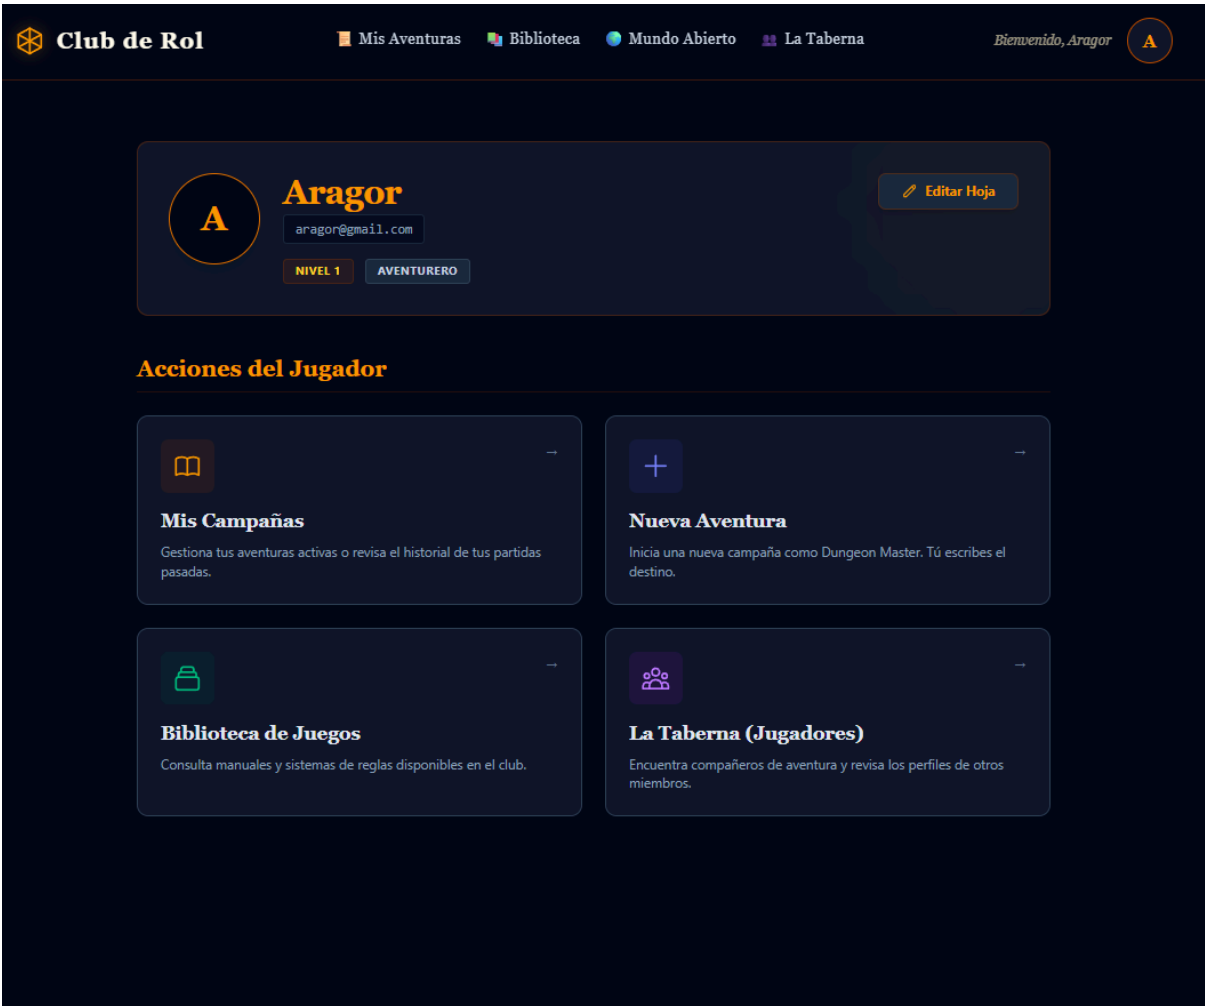 Club de Rol
Mis Aventuras
Biblioteca
Mundo Abierto
La Taberna
Bienvenido, Aragor
A
A
Aragor
aragor@gmail.com
NIVEL 1
AVENTURERO
Editar Hoja
Acciones del Jugador
→
Mis Campañas
Gestiona tus aventuras activas o revisa el historial de tus partidas
pasadas.
→
Nueva Aventura
Inicia una nueva campaña como Dungeon Master. Tú escribes el
destino.
→
Biblioteca de Juegos
Consulta manuales y sistemas de reglas disponibles en el club.
→
La Taberna (Jugadores)
Encuentra compañeros de aventura y revisa los perfiles de otros
miembros.